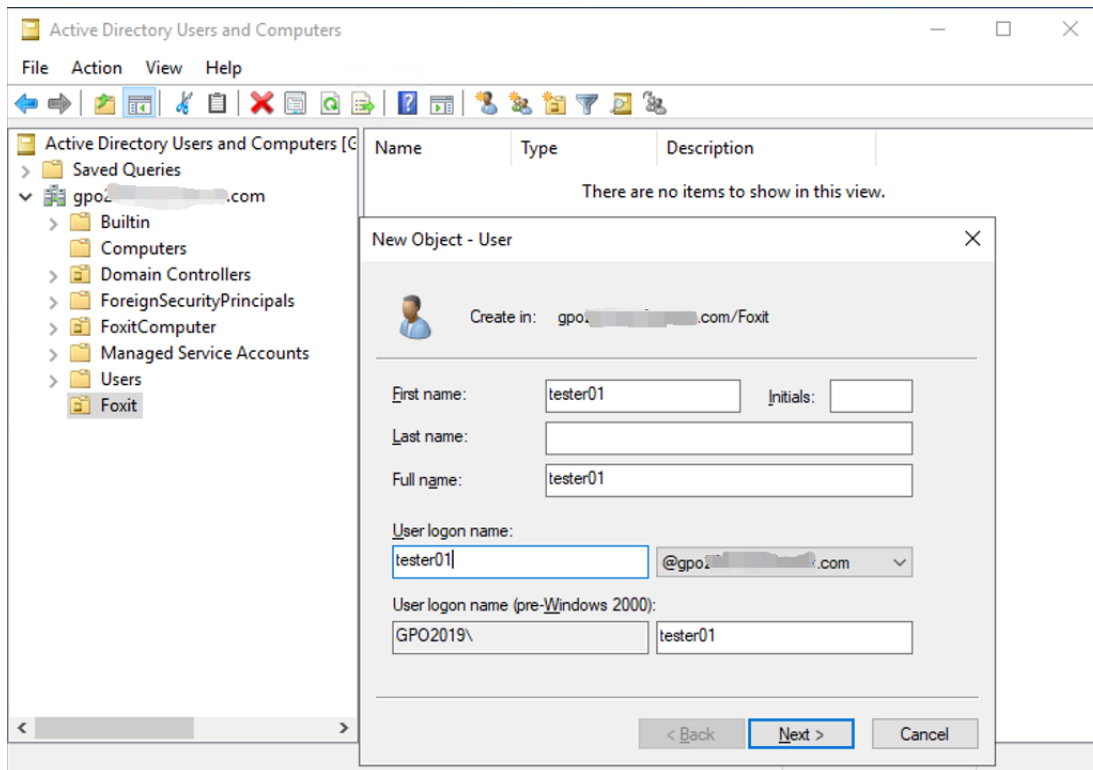 Active Directory Users and Computers
File Action View Help
Active Directory Users and Computers [G
Name Type Description
Saved Queries
There are no items to show in this view.
.com
Builtin
Computers
Domain Controllers
ForeignSecurityPrincipals
FoxitComputer
Managed Service Accounts
Users
Foxit
New Object - User
Create in: .com/Foxit
First name: tester01 Initials:
Last name:
Full name: tester01
User logon name:
tester01 .com
User logon name (pre-Windows 2000):
GPO2019\ tester01
< Back Next > Cancel